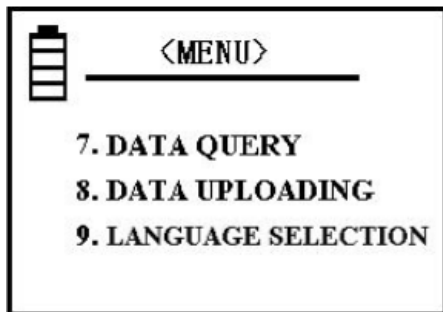 <MENU>
7. DATA QUERY
8. DATA UPLOADING
9. LANGUAGE SELECTION